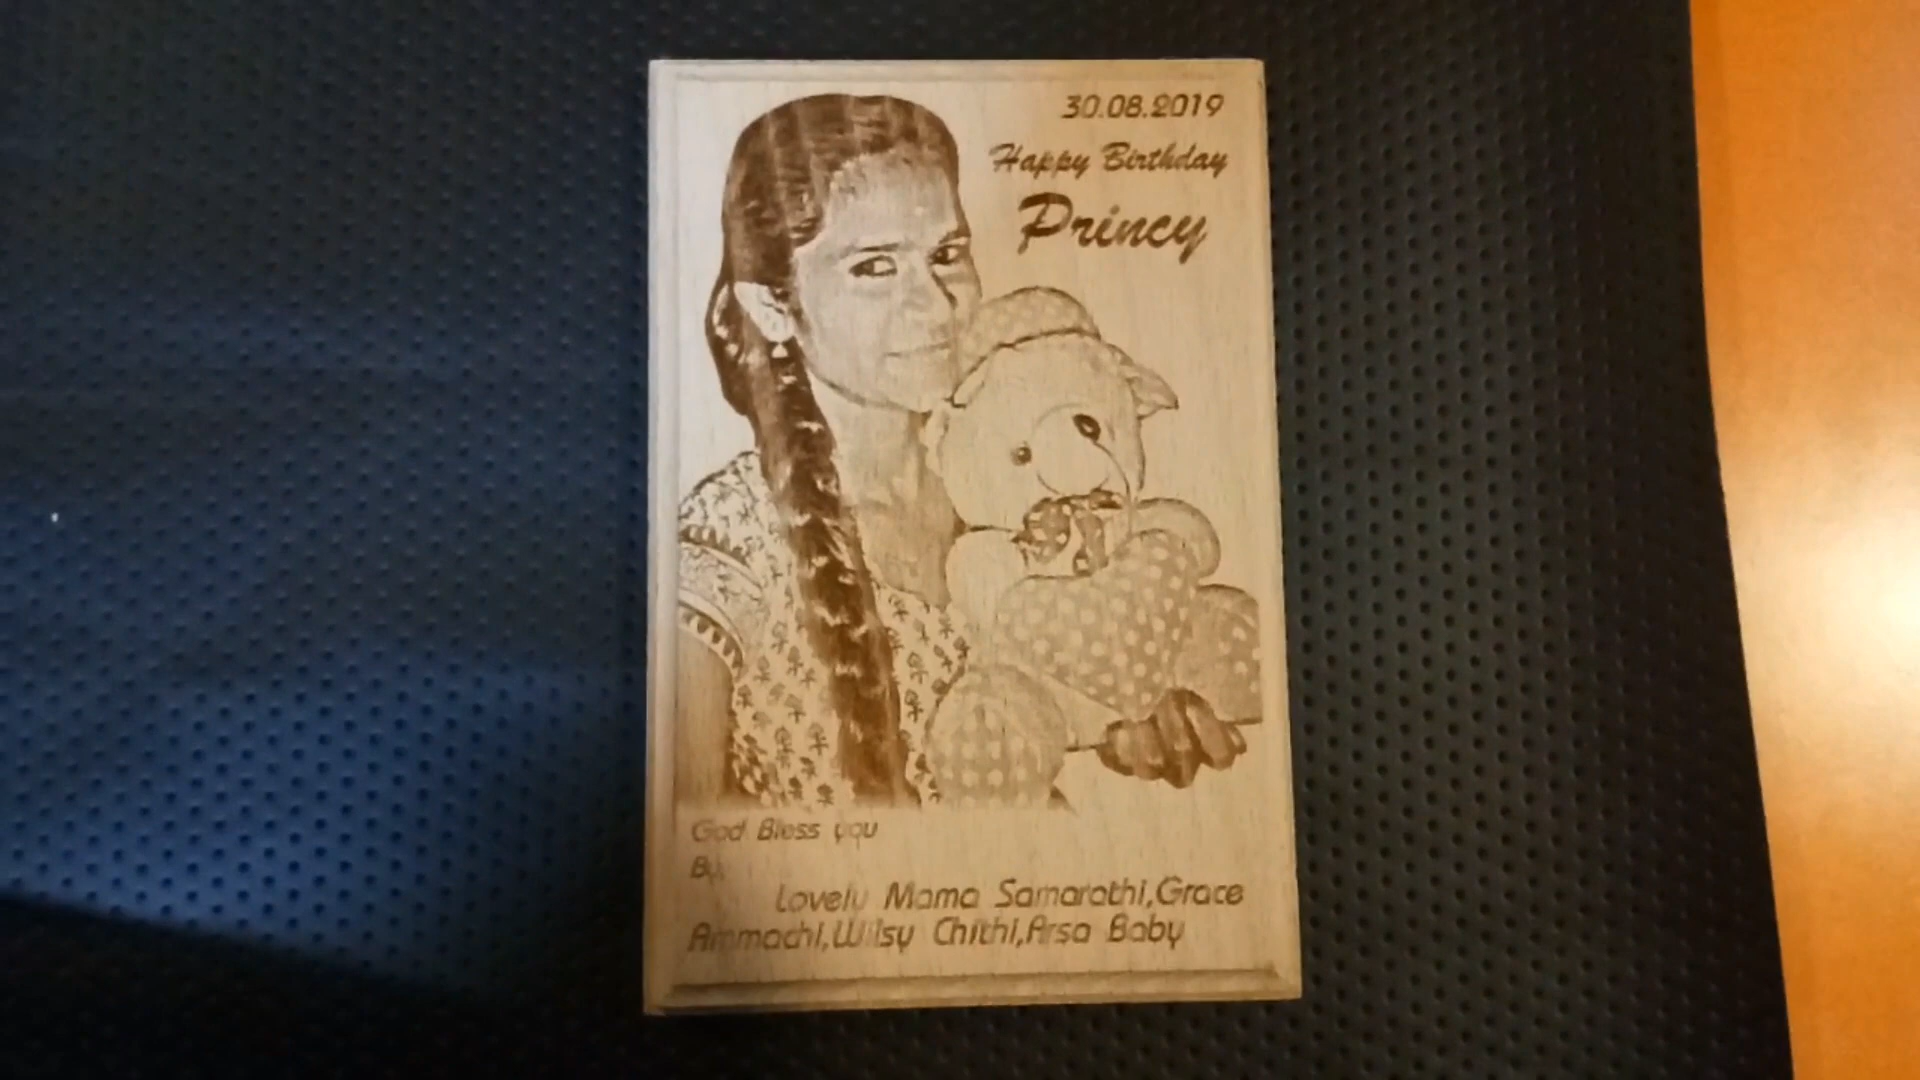 30.08.2019
Happy Birthday
Princy
God Bless you
By,
Lovely Mama Samarathi,Grace
Ammachi,Wilsy Chithi,Arsa Baby